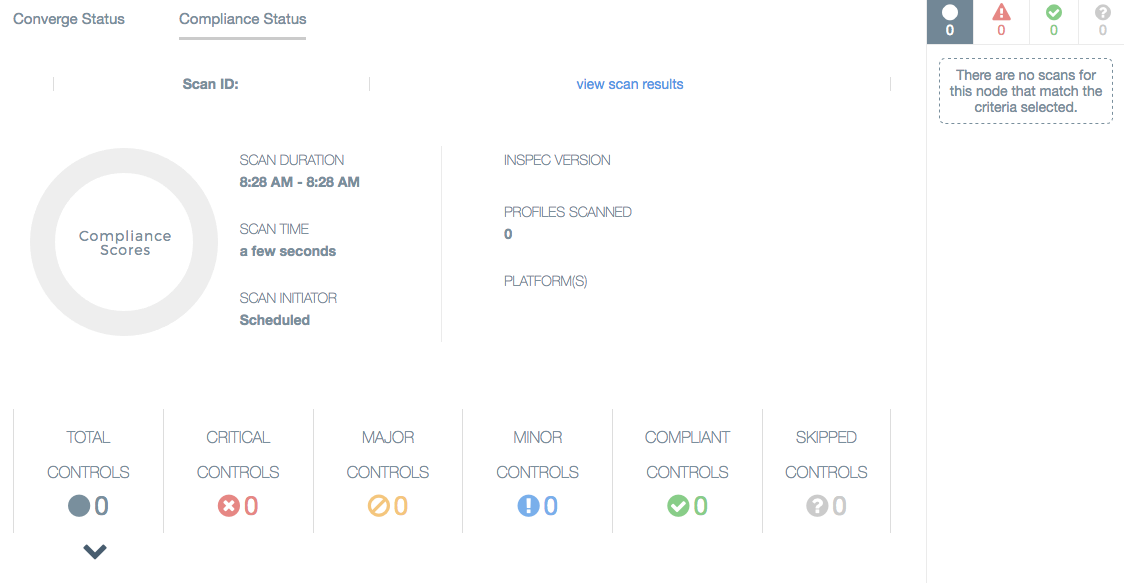 Converge Status
Compliance Status
0
0
0
0
Scan ID:
view scan results
There are no scans for
this node that match the
criteria selected.
Compliance
Scores
SCAN DURATION
8:28 AM - 8:28 AM
SCAN TIME
a few seconds
SCAN INITIATOR
Scheduled
INSPEC VERSION
PROFILES SCANNED
0
PLATFORM(S)
TOTAL
CONTROLS
0
CRITICAL
CONTROLS
0
MAJOR
CONTROLS
0
MINOR
CONTROLS
0
COMPLIANT
CONTROLS
0
SKIPPED
CONTROLS
0